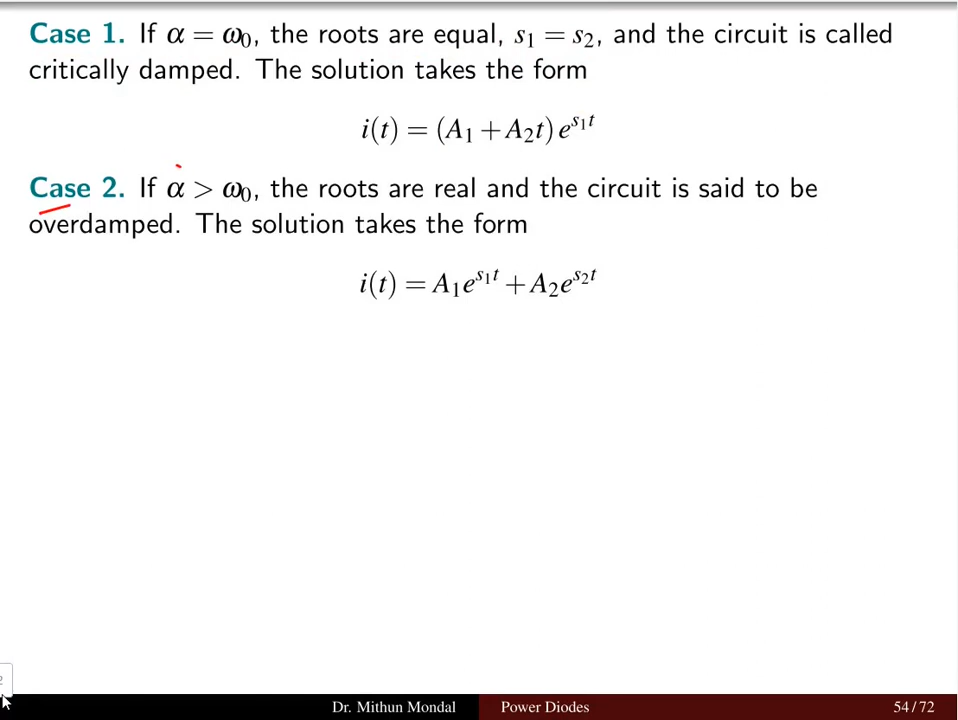 Case 1. If α = ω₀, the roots are equal, s₁ = s₂, and the circuit is called
critically damped. The solution takes the form
i(t) = (A₁ + A₂t) e^{s₁t}
Case 2. If α > ω₀, the roots are real and the circuit is said to be
overdamped. The solution takes the form
i(t) = A₁e^{s₁t} + A₂e^{s₂t}
2
Dr. Mithun Mondal Power Diodes 54 / 72